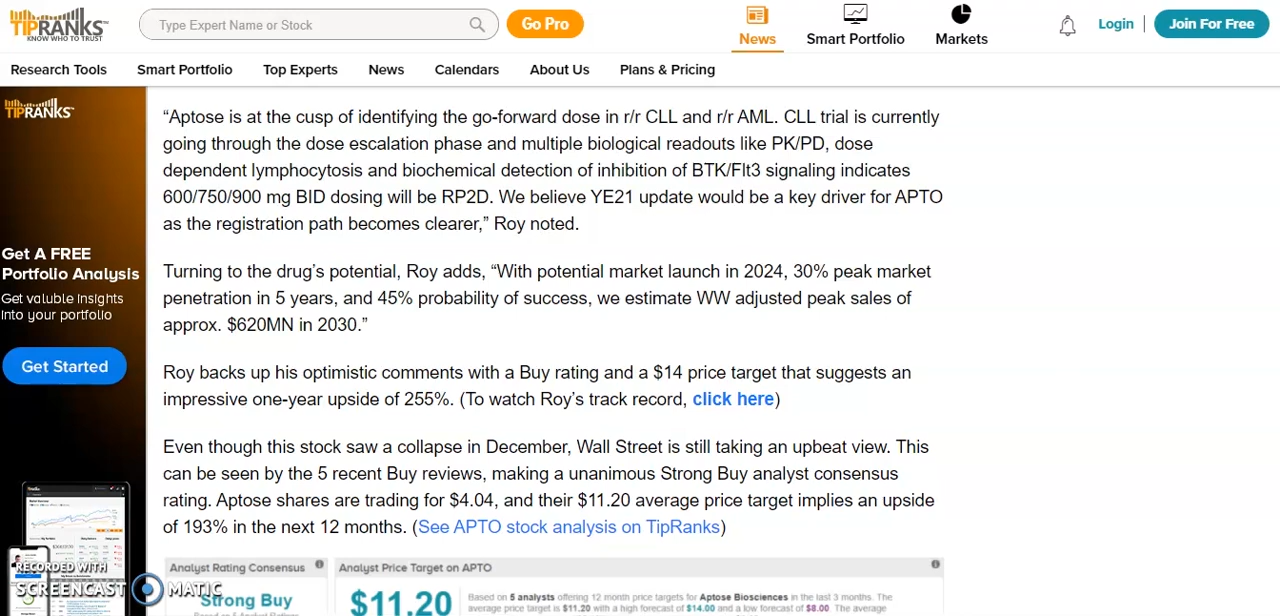 TIPRANKS
KNOW WHO TO TRUST
Type Expert Name or Stock
Go Pro
News
Smart Portfolio
Markets
Login
Join For Free
Research Tools
Smart Portfolio
Top Experts
News
Calendars
About Us
Plans & Pricing
TIPRANKS
Get A FREE
Portfolio Analysis
Get valuble Insights
Into your portfolio
Get Started
“Aptose is at the cusp of identifying the go-forward dose in r/r CLL and r/r AML. CLL trial is currently
going through the dose escalation phase and multiple biological readouts like PK/PD, dose
dependent lymphocytosis and biochemical detection of inhibition of BTK/Flt3 signaling indicates
600/750/900 mg BID dosing will be RP2D. We believe YE21 update would be a key driver for APTO
as the registration path becomes clearer,” Roy noted.
Turning to the drug’s potential, Roy adds, “With potential market launch in 2024, 30% peak market
penetration in 5 years, and 45% probability of success, we estimate WW adjusted peak sales of
approx. $620MN in 2030.”
Roy backs up his optimistic comments with a Buy rating and a $14 price target that suggests an
impressive one-year upside of 255%. (To watch Roy’s track record, click here)
Even though this stock saw a collapse in December, Wall Street is still taking an upbeat view. This
can be seen by the 5 recent Buy reviews, making a unanimous Strong Buy analyst consensus
rating. Aptose shares are trading for $4.04, and their $11.20 average price target implies an upside
of 193% in the next 12 months. (See APTO stock analysis on TipRanks)
Analyst Rating Consensus
Strong Buy
Analyst Price Target on APTO
$11.20
Based on 5 analysts offering 12 month price targets for Aptose Biosciences in the last 3 months. The
average price target is $11.20 with a high forecast of $14.00 and a low forecast of $8.00. The average
RECORDED WITH
SCREENCAST MATIC